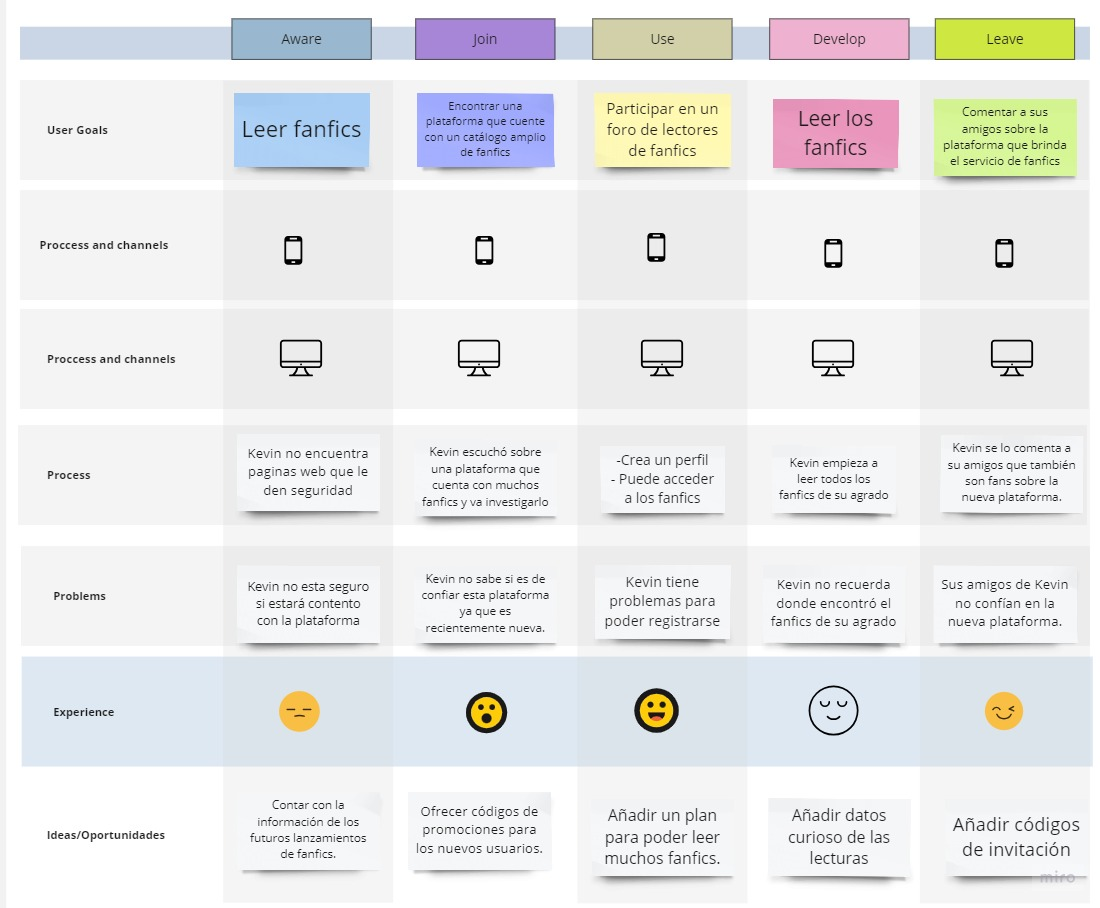 Aware
Join
Use
Develop
Leave
User Goals
Leer fanfics
Encontrar una
plataforma que cuente
con un catálogo amplio
de fanfics
Participar en un
foro de lectores
de fanfics
Leer los
fanfics
Comentar a sus
amigos sobre la
plataforma que brinda
el servicio de fanfics
Proccess and channels
Proccess and channels
Process
Kevin no encuentra
paginas web que le
den seguridad
Kevin escuchó sobre
una plataforma que
cuenta con muchos
fanfics y va investigarlo
-Crea un perfil
- Puede acceder
a los fanfics
Kevin empieza a
leer todos los
fanfics de su agrado
Kevin se lo comenta a
su amigos que también
son fans sobre la
nueva plataforma.
Problems
Kevin no esta seguro
si estará contento
con la plataforma
Kevin no sabe si es de
confiar esta plataforma
ya que es
recientemente nueva.
Kevin tiene
problemas para
poder registrarse
Kevin no recuerda
donde encontró el
fanfics de su agrado
Sus amigos de Kevin
no confían en la
nueva plataforma.
Experience
Ideas/Oportunidades
Contar con la
información de los
futuros lanzamientos
de fanfics.
Ofrecer códigos de
promociones para
los nuevos usuarios.
Añadir un plan
para poder leer
muchos fanfics.
Añadir datos
curioso de las
lecturas
Añadir códigos
de invitación
miro